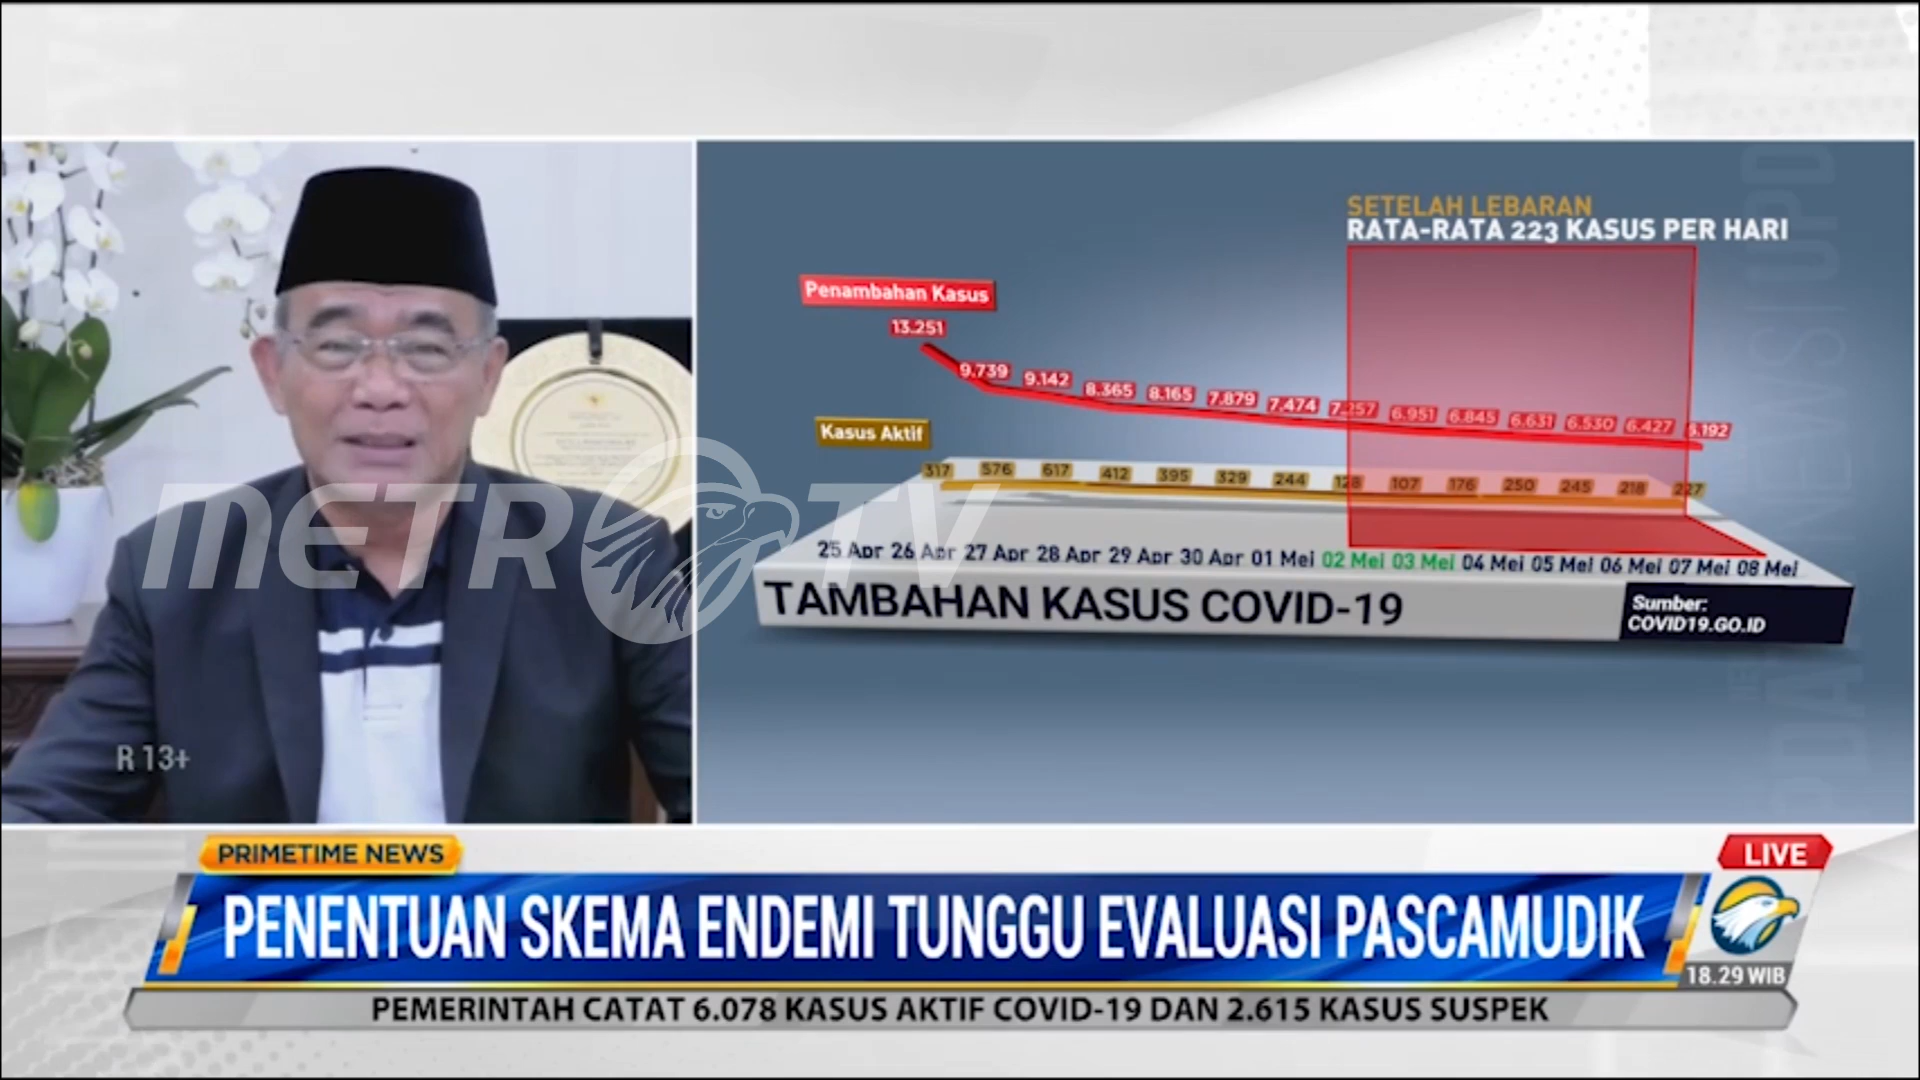 SETELAH LEBARAN
RATA-RATA 223 KASUS PER HARI
Penambahan Kasus
13.251 9.739 9.142 8.365 8.165 7.879 7.474 7.257 6.951 6.845 6.631 6.530 6.427 6.192
Kasus Aktif
317 576 617 412 395 329 244 128 107 176 250 245 218 227
25 Apr 26 Apr 27 Apr 28 Apr 29 Apr 30 Apr 01 Mei 02 Mei 03 Mei 04 Mei 05 Mei 06 Mei 07 Mei 08 Mei
TAMBAHAN KASUS COVID-19
Sumber:
COVID19.GO.ID
METRO TV
R 13+
PRIMETIME NEWS
LIVE
PENENTUAN SKEMA ENDEMI TUNGGU EVALUASI PASCAMUDIK
18.29 WIB
PEMERINTAH CATAT 6.078 KASUS AKTIF COVID-19 DAN 2.615 KASUS SUSPEK